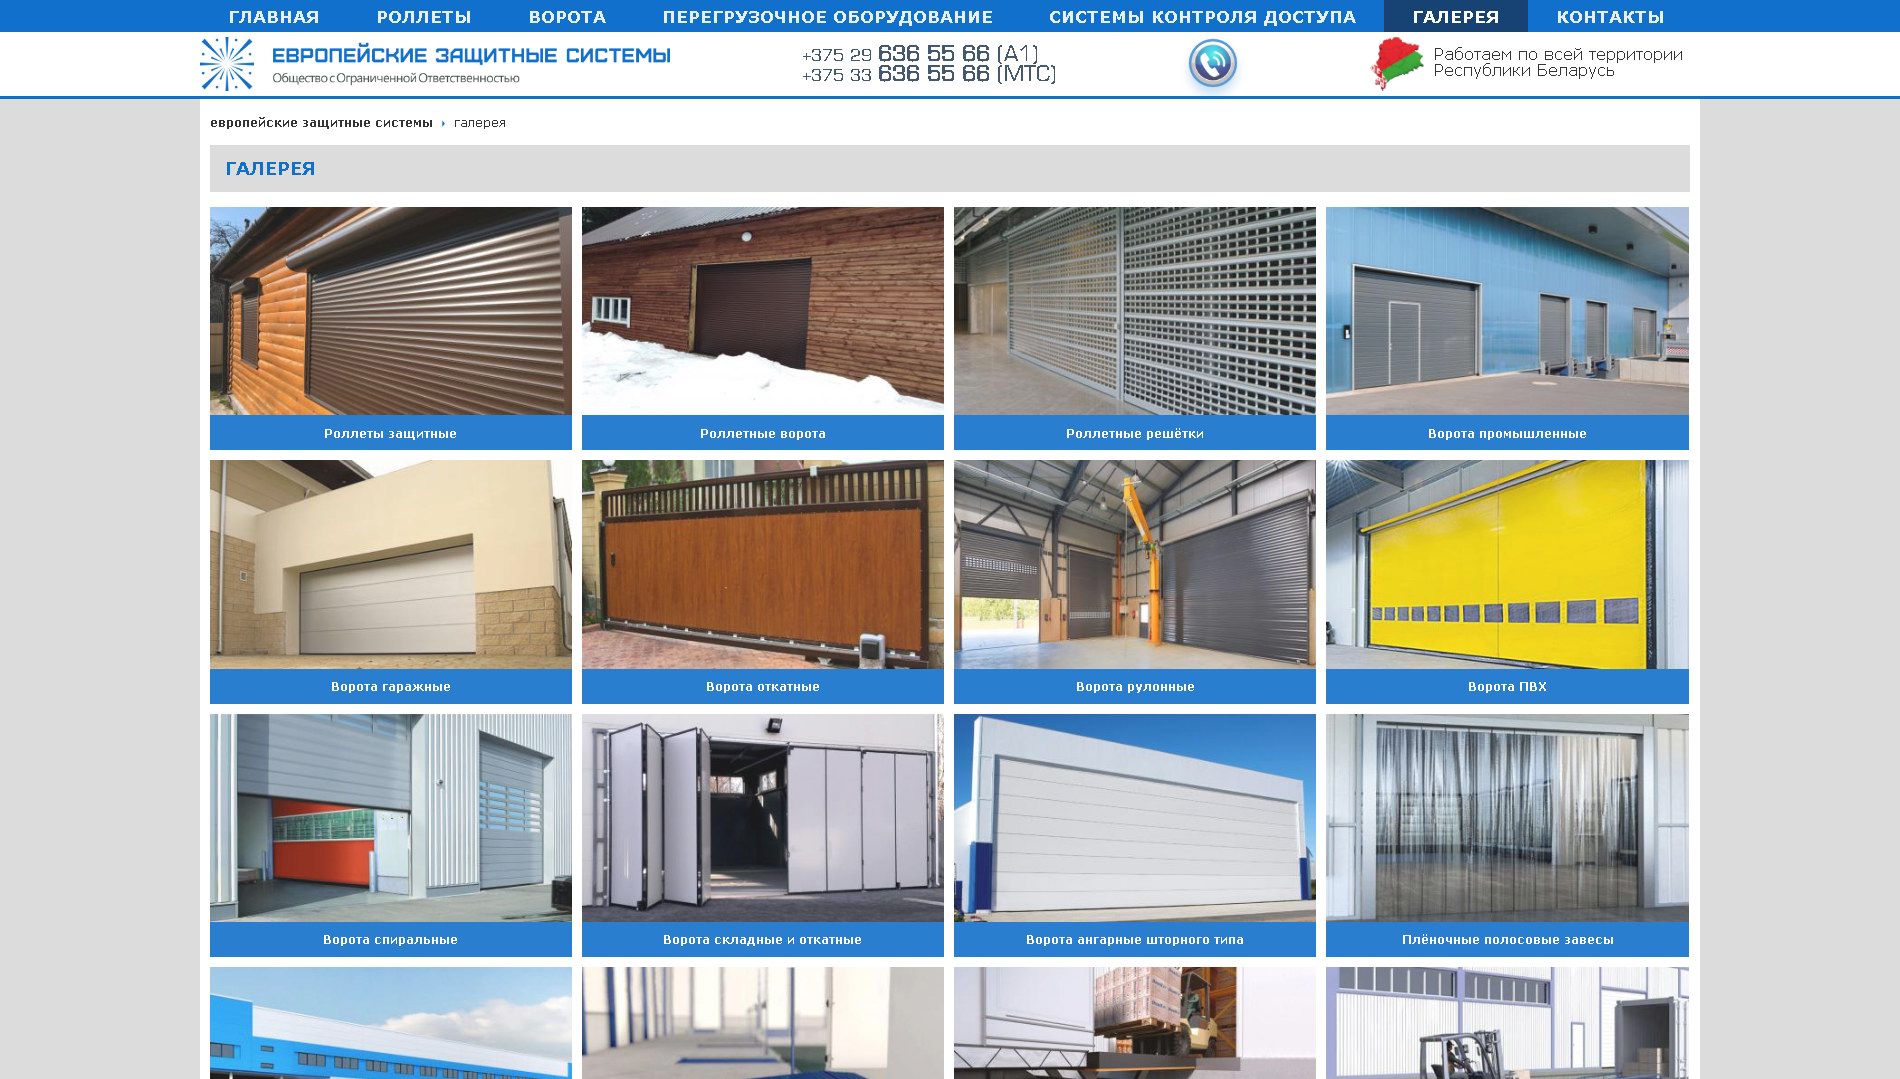 ГЛАВНАЯ РОЛЛЕТЫ ВОРОТА ПЕРЕГРУЗОЧНОЕ ОБОРУДОВАНИЕ СИСТЕМЫ КОНТРОЛЯ ДОСТУПА ГАЛЕРЕЯ КОНТАКТЫ
ЕВРОПЕЙСКИЕ ЗАЩИТНЫЕ СИСТЕМЫ
Общество с Ограниченной Ответственностью
+375 29 636 55 66 (A1)
+375 33 636 55 66 (МТС)
Работаем по всей территории
Республики Беларусь
европейские защитные системы галерея
ГАЛЕРЕЯ
Роллеты защитные
Роллетные ворота
Роллетные решётки
Ворота промышленные
Ворота гаражные
Ворота откатные
Ворота рулонные
Ворота ПВХ
Ворота спиральные
Ворота складные и откатные
Ворота ангарные шторного типа
Плёночные полосовые завесы